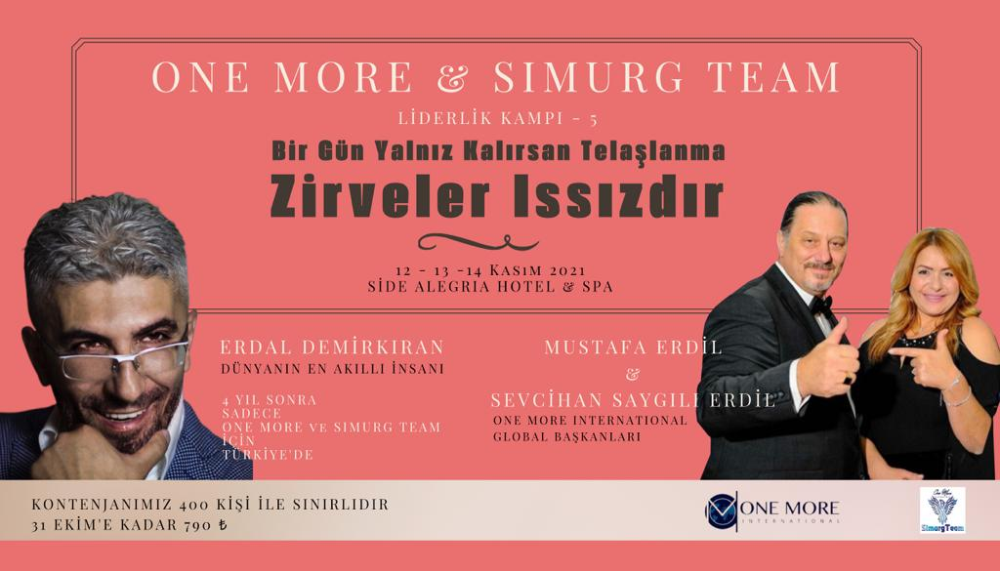 ONE MORE & SIMURG TEAM
LİDERLİK KAMPI - 5
Bir Gün Yalnız Kalırsan Telaşlanma
Zirveler Issızdır
12 - 13 -14 Kasım 2021
SİDE ALEGRIA HOTEL & SPA
ERDAL DEMİRKIRAN
DÜNYANIN EN AKILLI İNSANI
4 YIL SONRA
SADECE
ONE MORE VE SIMURG TEAM
İÇİN
TÜRKİYE'DE
MUSTAFA ERDİL
&
SEVCİHAN SAYGILI ERDİL
ONE MORE INTERNATIONAL
GLOBAL BAŞKANLARI
KONTENJANIMIZ 400 KİŞİ İLE SINIRLIDIR
31 EKİM'E KADAR 790 ₺
ONE MORE
INTERNATIONAL
One More
SimurgTeam